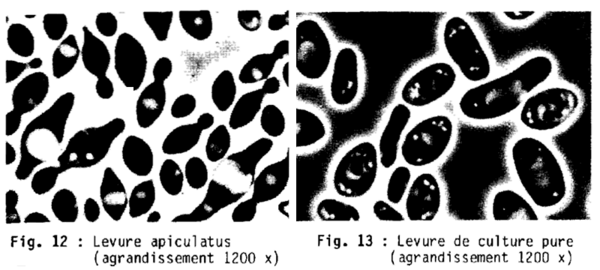 Fig. 12 : Levure apiculatus
(agrandissement 1200 x)
Fig. 13 : Levure de culture pure
(agrandissement 1200 x)